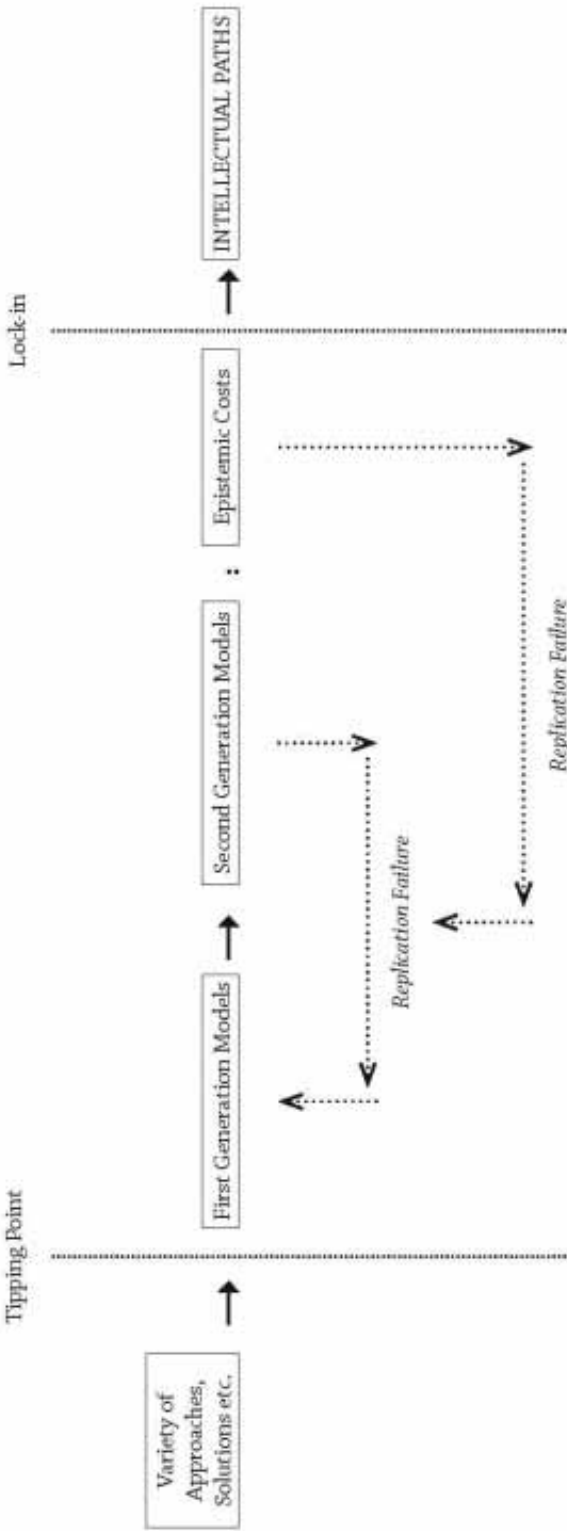 Tipping Point
Lock-in
Variety of
Approaches,
Solutions etc.
First Generation Models
Second Generation Models
:
Epistemic Costs
INTELLECTUAL PATHS
Replication Failure
Replication Failure